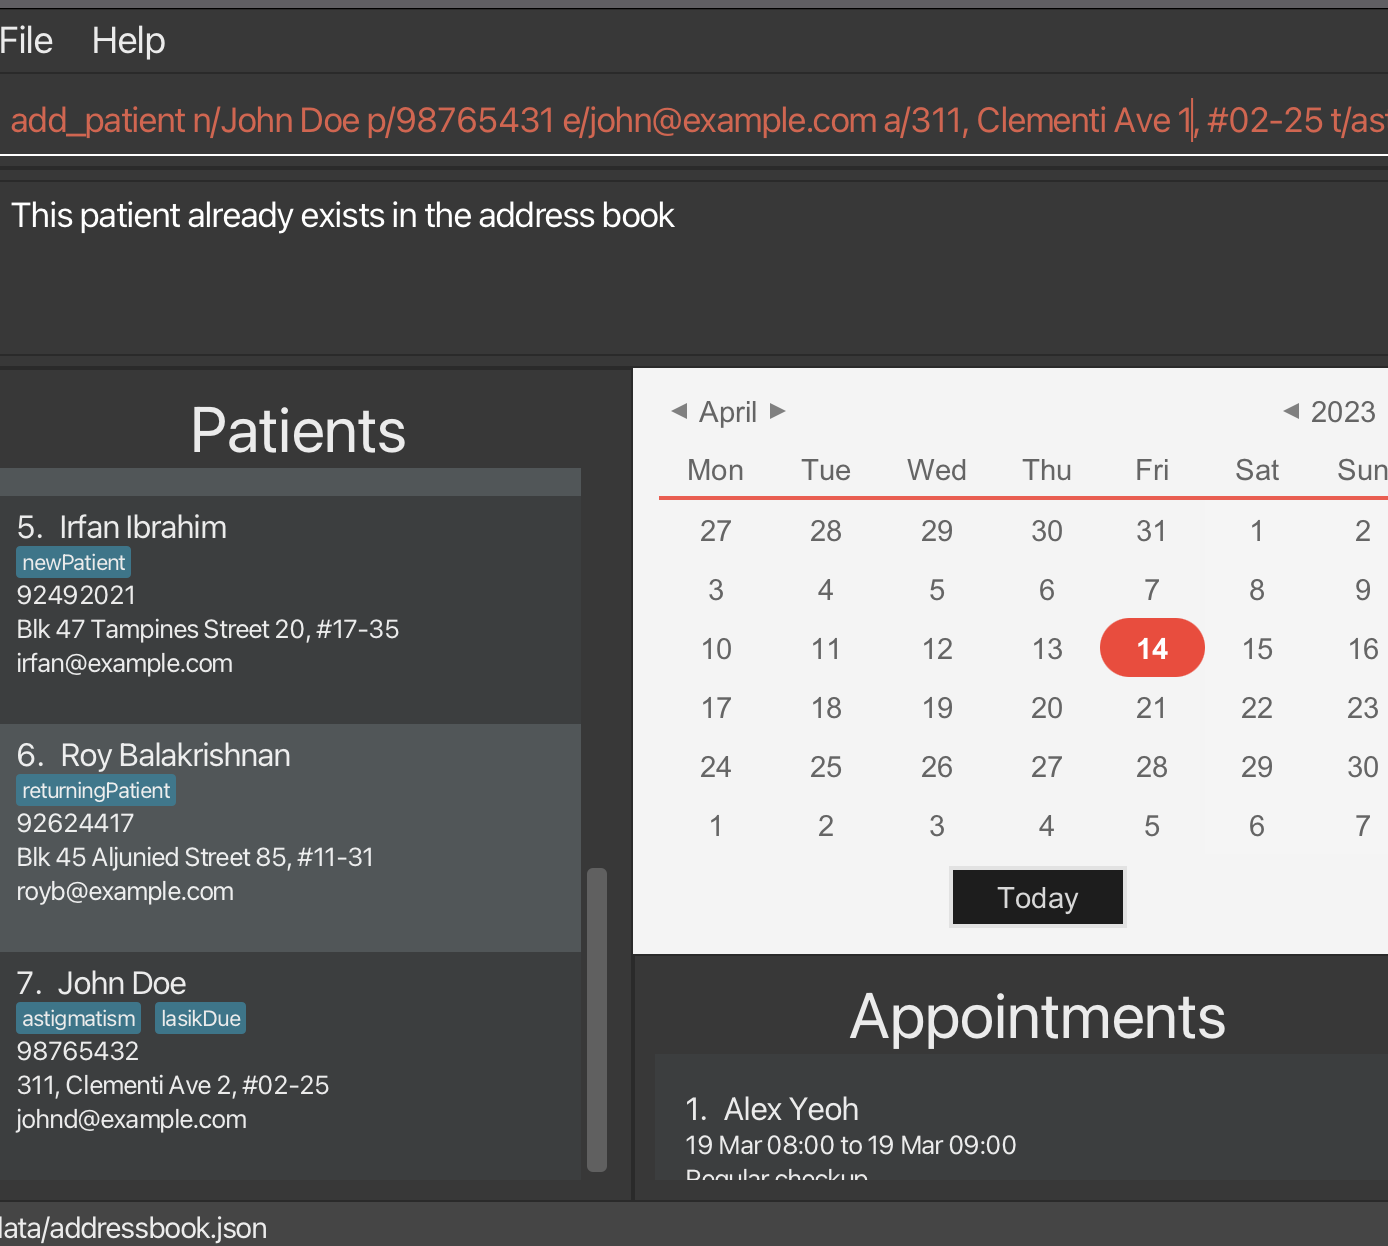 File Help
add_patient n/John Doe p/98765431 e/john@example.com a/311, Clementi Ave 1, #02-25 t/ast
This patient already exists in the address book
Patients
5. Irfan Ibrahim
newPatient
92492021
Blk 47 Tampines Street 20, #17-35
irfan@example.com
6. Roy Balakrishnan
returningPatient
92624417
Blk 45 Aljunied Street 85, #11-31
royb@example.com
7. John Doe
astigmatism lasikDue
98765432
311, Clementi Ave 2, #02-25
johnd@example.com
April 2023
Mon Tue Wed Thu Fri Sat Sun
27 28 29 30 31 1 2
3 4 5 6 7 8 9
10 11 12 13 14 15 16
17 18 19 20 21 22 23
24 25 26 27 28 29 30
1 2 3 4 5 6 7
Today
Appointments
1. Alex Yeoh
19 Mar 08:00 to 19 Mar 09:00
Regular checkup
data/addressbook.json